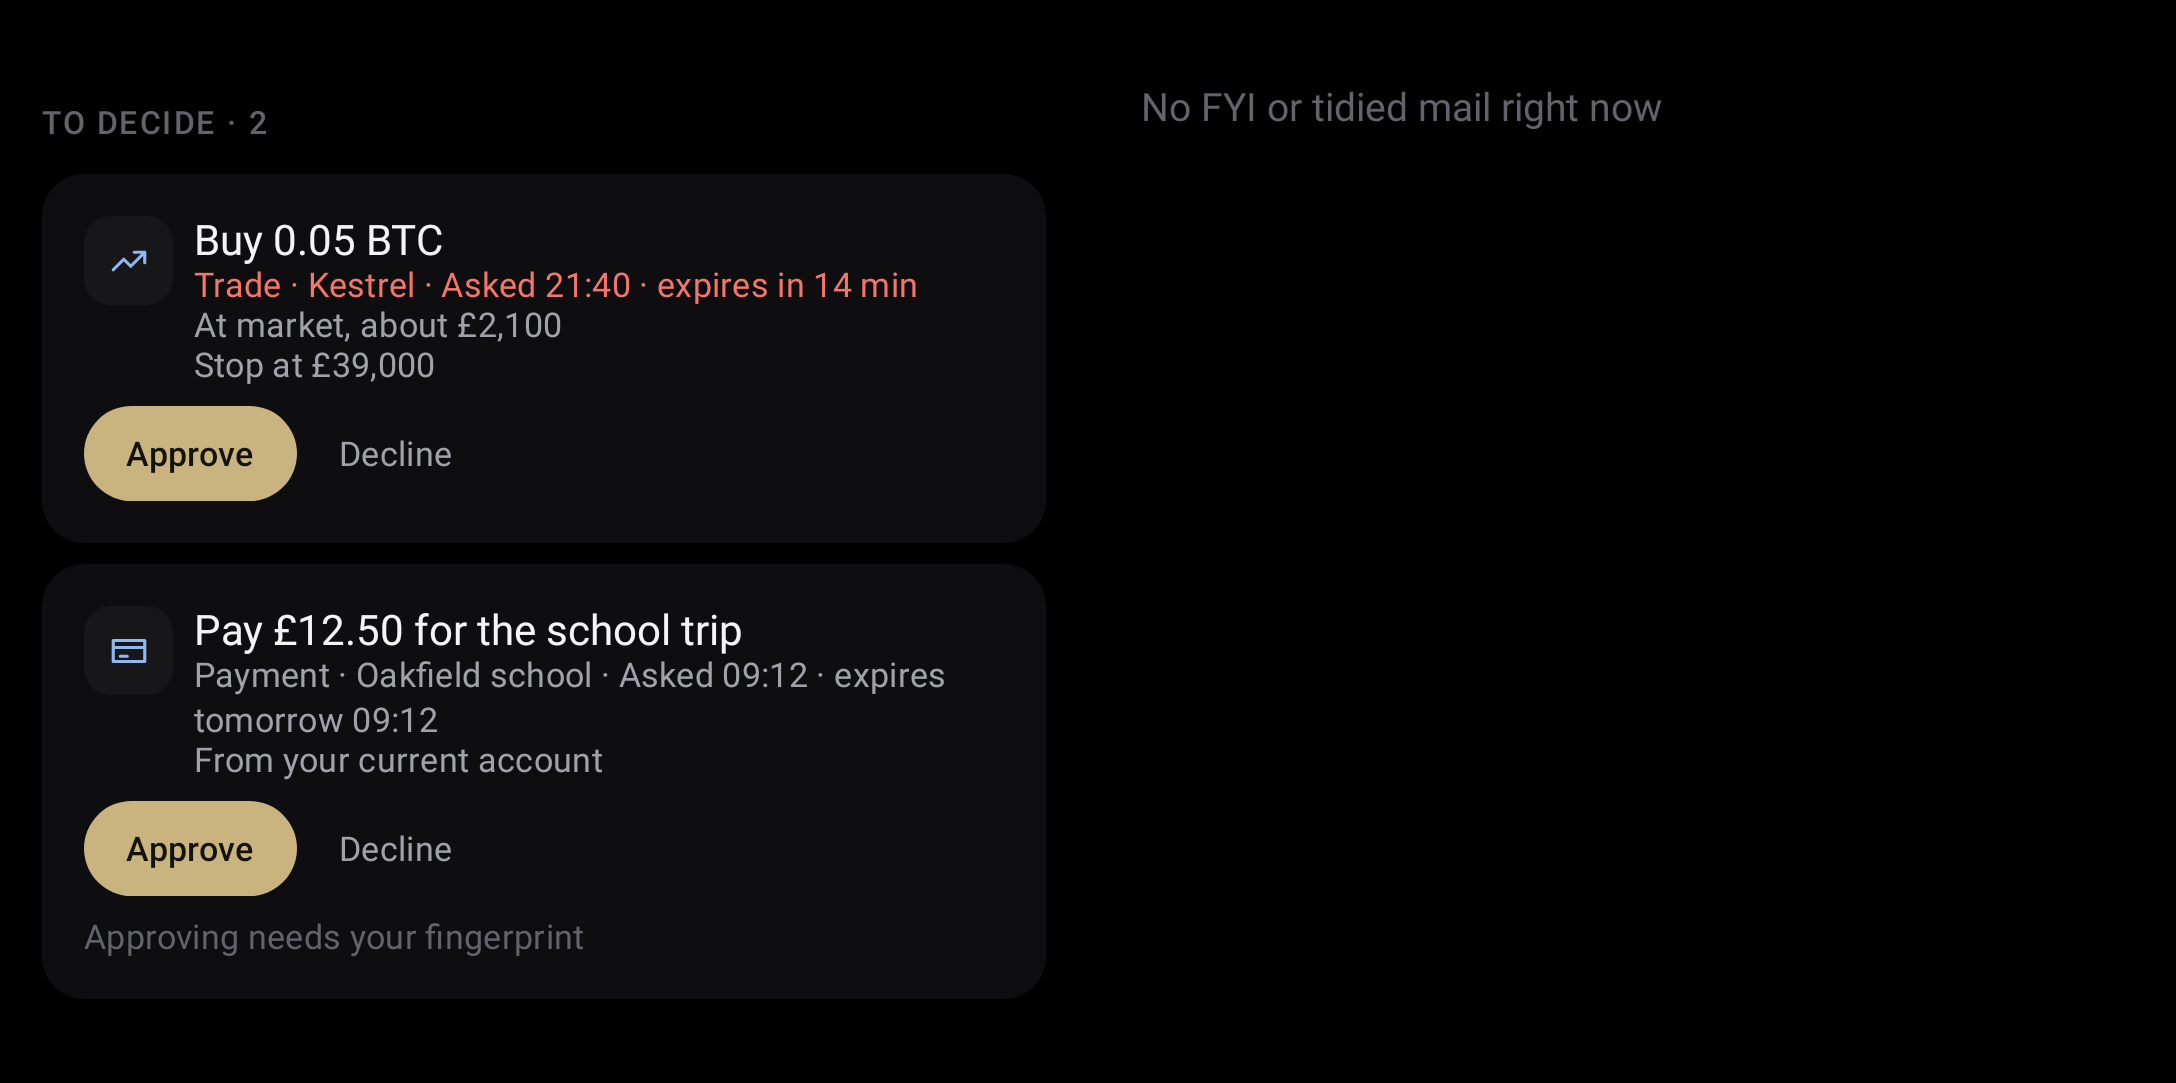 TO DECIDE · 2
Buy 0.05 BTC
Trade · Kestrel · Asked 21:40 · expires in 14 min
At market, about £2,100
Stop at £39,000
Approve
Decline
Pay £12.50 for the school trip
Payment · Oakfield school · Asked 09:12 · expires
tomorrow 09:12
From your current account
Approve
Decline
Approving needs your fingerprint
No FYI or tidied mail right now